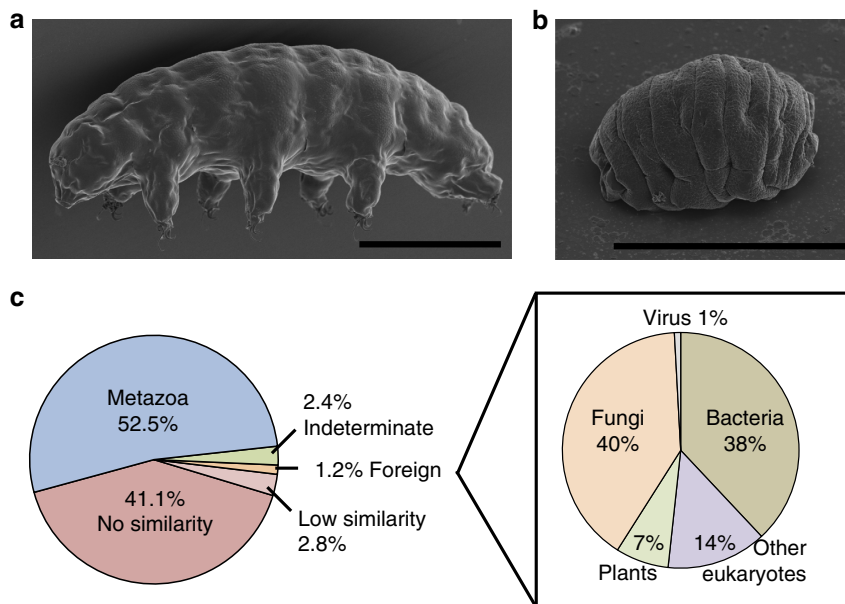 a
b
c
Metazoa
52.5%
2.4%
Indeterminate
1.2% Foreign
41.1%
No similarity
Low similarity
2.8%
Virus 1%
Fungi
40%
Bacteria
38%
7%
Plants
14%
Other
eukaryotes